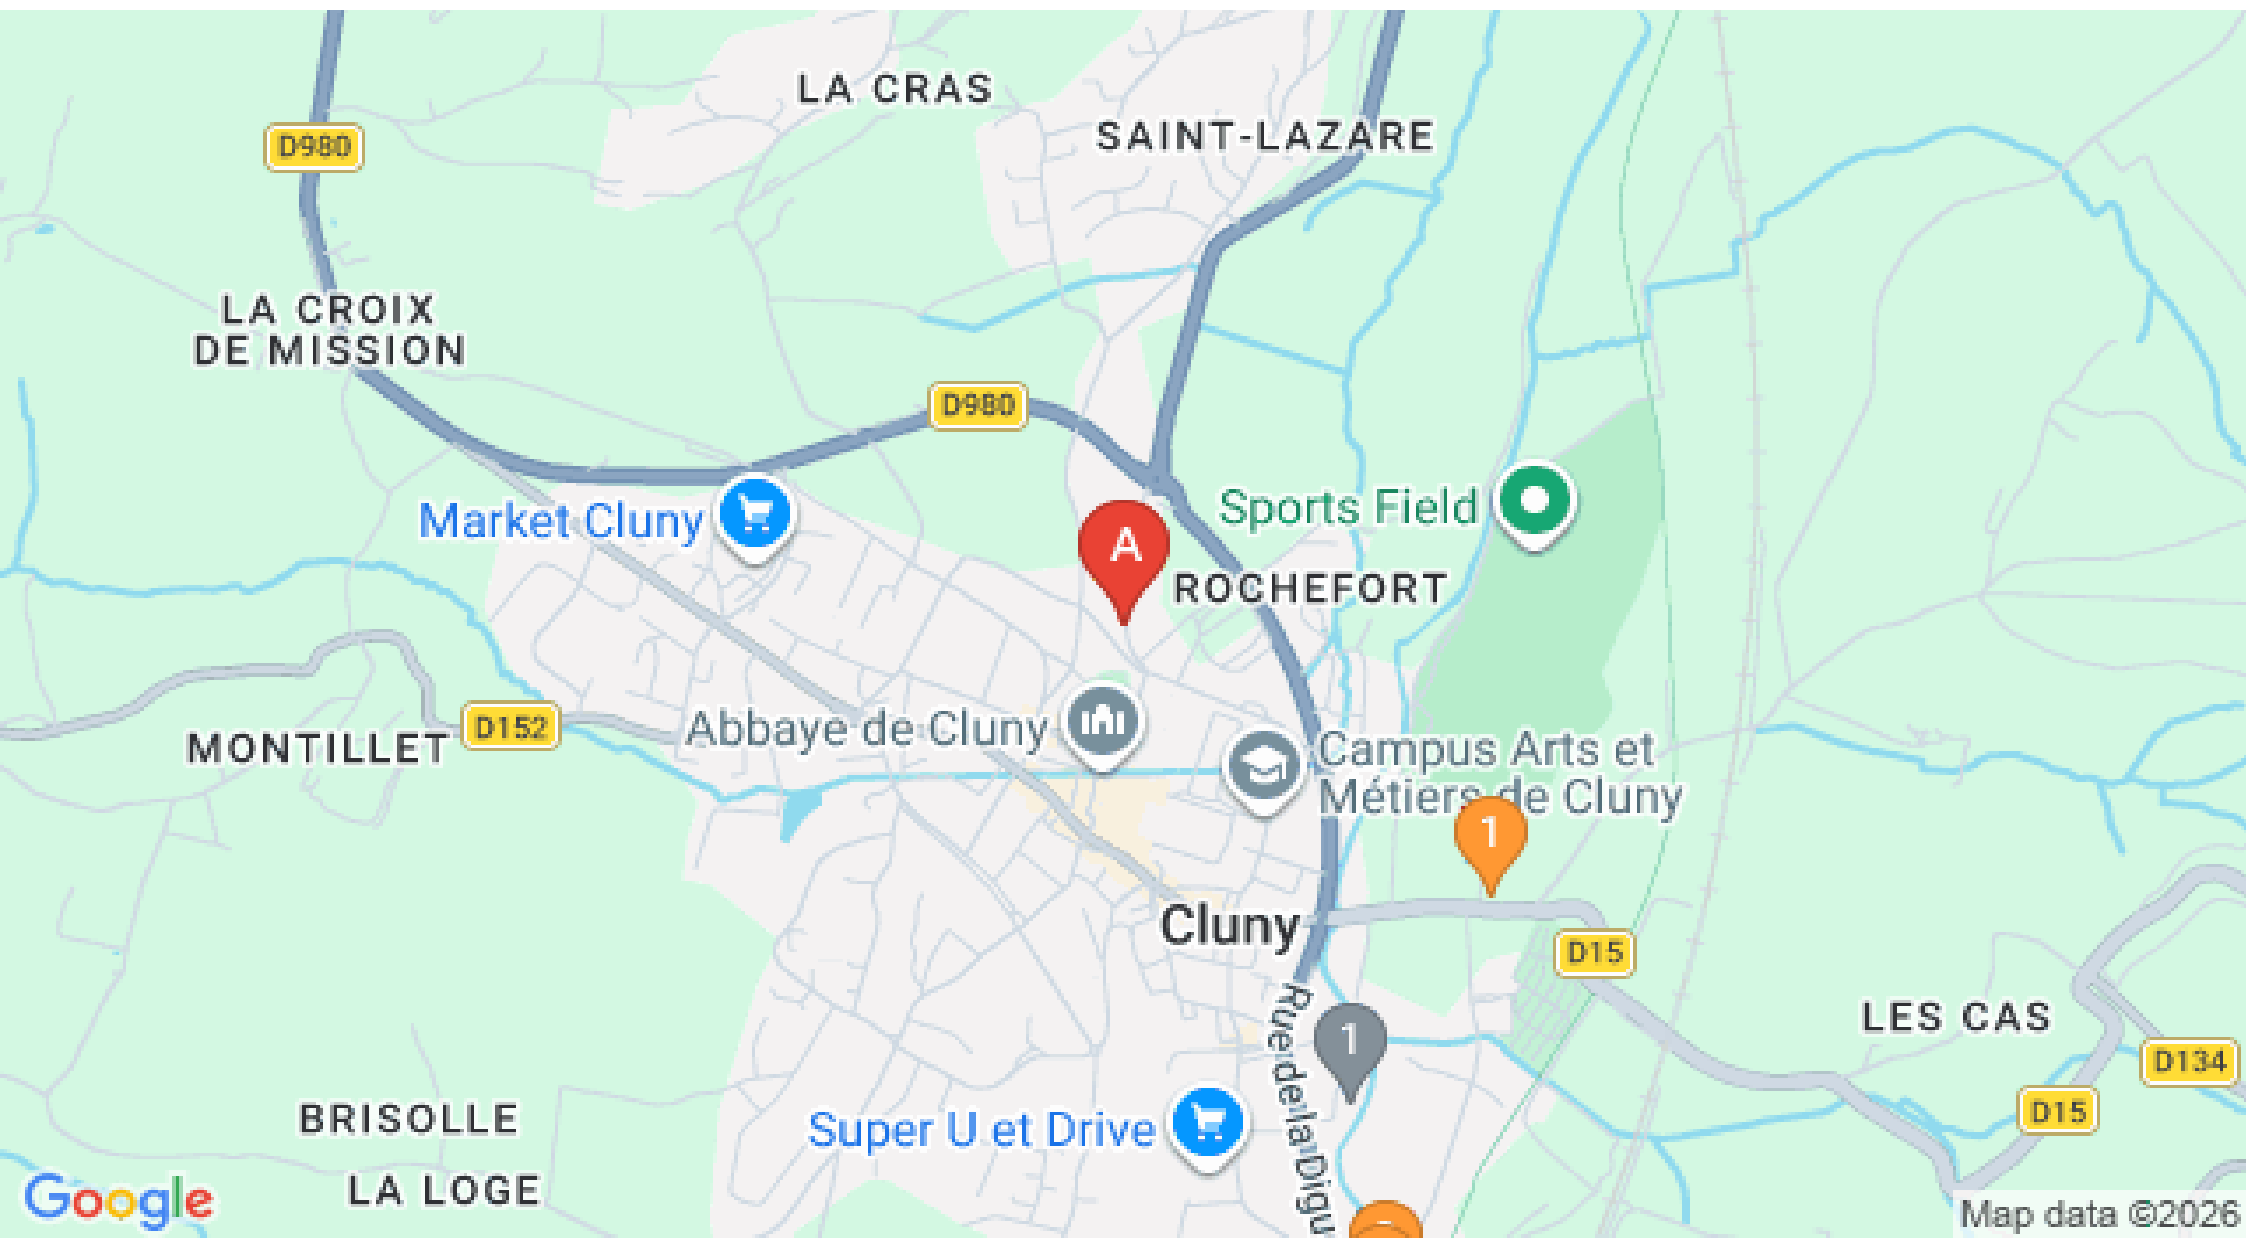 LA CRAS
SAINT-LAZARE
D980
LA CROIX
DE MISSION
D980
Market Cluny
A
Sports Field
ROCHEFORT
D152
MONTILLET
Abbaye de Cluny
Campus Arts et
Métiers de Cluny
1
Cluny
D15
LES CAS
Rue de la Digu
1
D134
D15
BRISOLLE
Super U et Drive
LA LOGE
Google
Map data ©2026